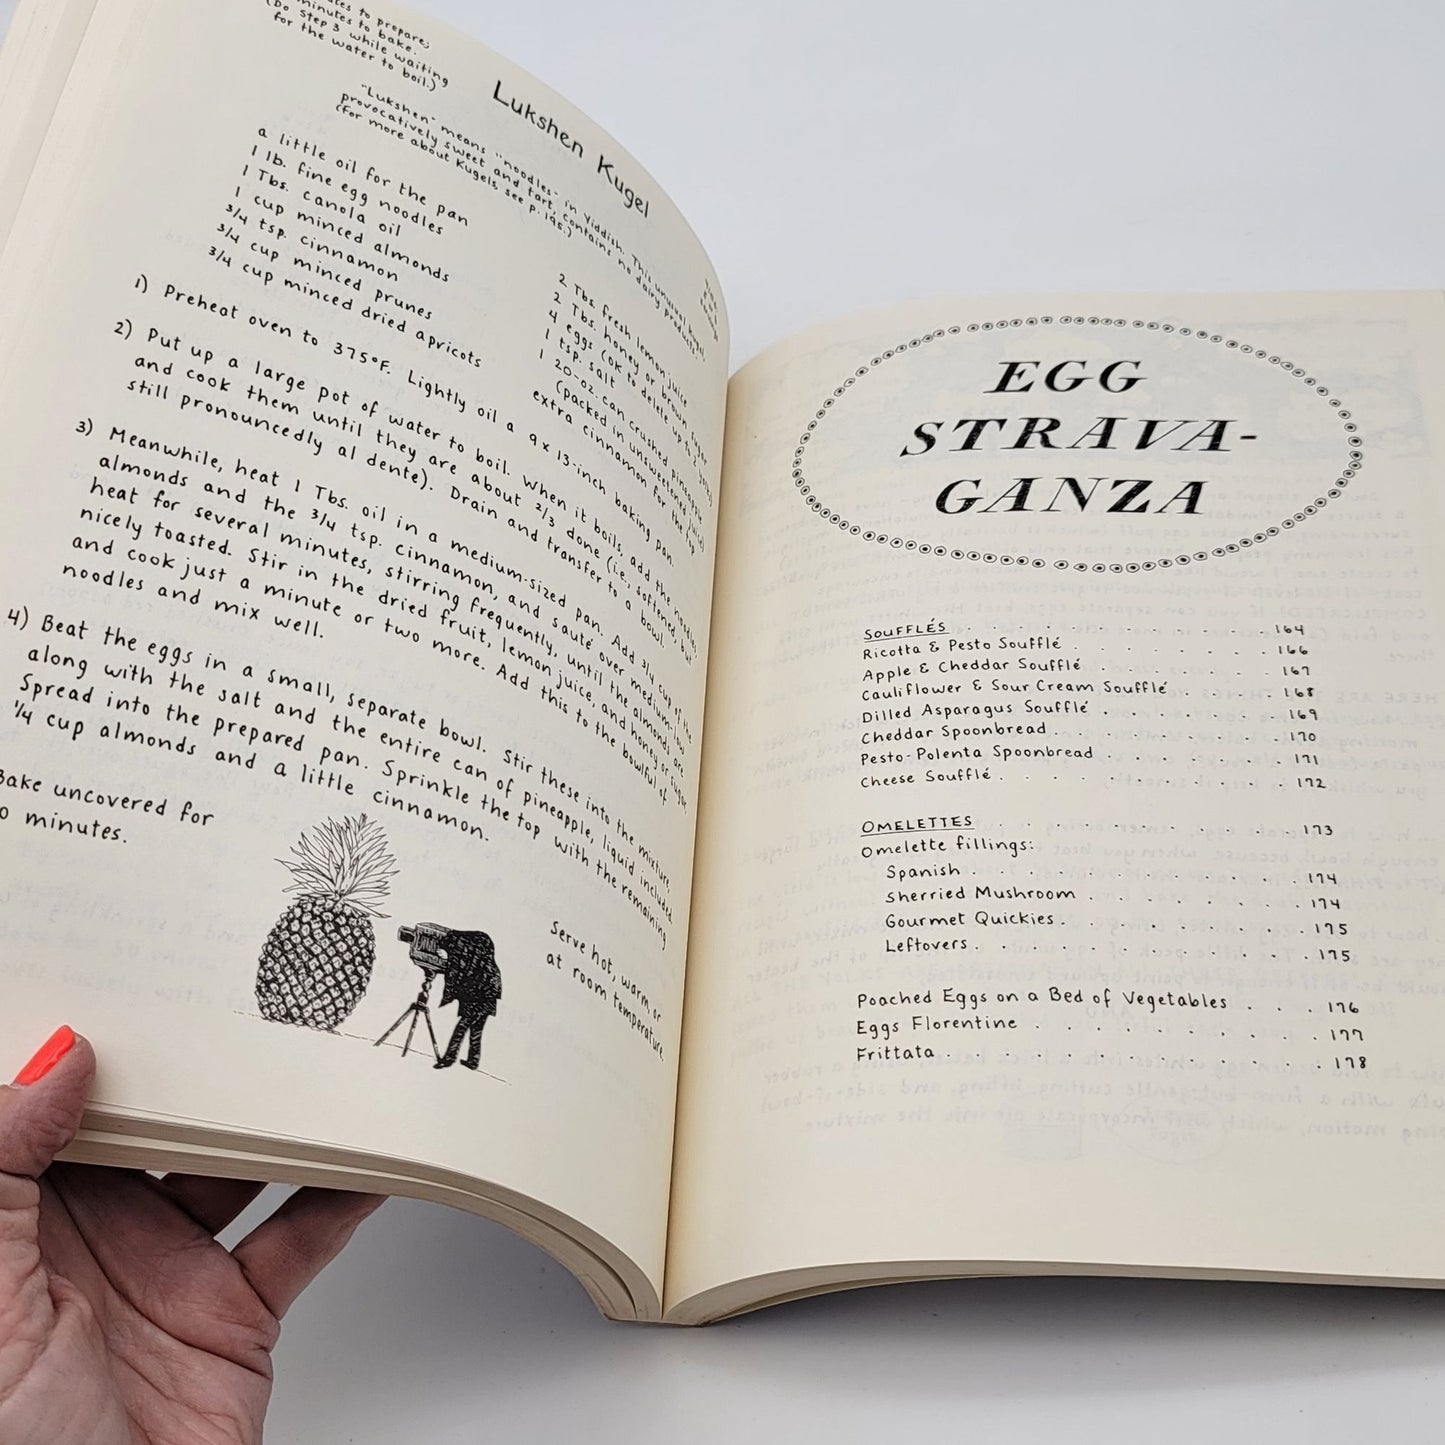 to prepare;
minutes to bake.
(Do Step 3 while waiting
for the water to boil.)
Lukshen Kugel
"Lukshen" means "noodles" in Yiddish. This unusual kugel,
provocatively sweet and tart, contains no dairy products.
(For more about Kugels, see p. 195.)
a little oil for the pan
1 lb. fine egg noodles
1 Tbs. canola oil
1 cup minced almonds
3/4 tsp. cinnamon
3/4 cup minced prunes
3/4 cup minced dried apricots
2 Tbs. fresh lemon juice
2 Tbs. honey or brown sugar
4 eggs (OK to delete up to 2 yolks)
1 tsp. salt
1 20-oz. can crushed pineapple
(packed in unsweetened juice)
extra cinnamon for the top
1) Preheat oven to 375°F. Lightly oil a 9 x 13-inch baking pan.
2) Put up a large pot of water to boil. When it boils, add the noodles,
and cook them until they are about 2/3 done (i.e., softened, but
still pronouncedly al dente). Drain and transfer to a bowl.
3) Meanwhile, heat 1 Tbs. oil in a medium-sized pan. Add 3/4 cup of the
almonds and the 3/4 tsp. cinnamon, and sauté over medium-low
heat for several minutes, stirring frequently, until the almonds are
nicely toasted. Stir in the dried fruit, lemon juice, and honey or sugar,
and cook just a minute or two more. Add this to the bowlful of
noodles and mix well.
4) Beat the eggs in a small, separate bowl. Stir these into the mixture,
along with the salt and the entire can of pineapple, liquid included.
Spread into the prepared pan. Sprinkle the top with the remaining
1/4 cup almonds and a little cinnamon.
Bake uncovered for
minutes.
Serve hot, warm, or
at room temperature.
EGG
STRAVA-
GANZA
SOUFFLÉS . . . . . . . . . . . . 164
Ricotta & Pesto Soufflé . . . . . . . . . 166
Apple & Cheddar Soufflé . . . . . . . . 167
Cauliflower & Sour Cream Soufflé . . . . . 168
Dilled Asparagus Soufflé . . . . . . . . 169
Cheddar Spoonbread . . . . . . . . . . 170
Pesto-Polenta Spoonbread . . . . . . . . 171
Cheese Soufflé . . . . . . . . . . . . 172
OMELETTES . . . . . . . . . . . . 173
Omelette fillings:
Spanish . . . . . . . . . . . . 174
Sherried Mushroom . . . . . . . . 174
Gourmet Quickies . . . . . . . . . 175
Leftovers . . . . . . . . . . . . 175
Poached Eggs on a Bed of Vegetables . . . . 176
Eggs Florentine . . . . . . . . . . 177
Frittata . . . . . . . . . . . . . 178